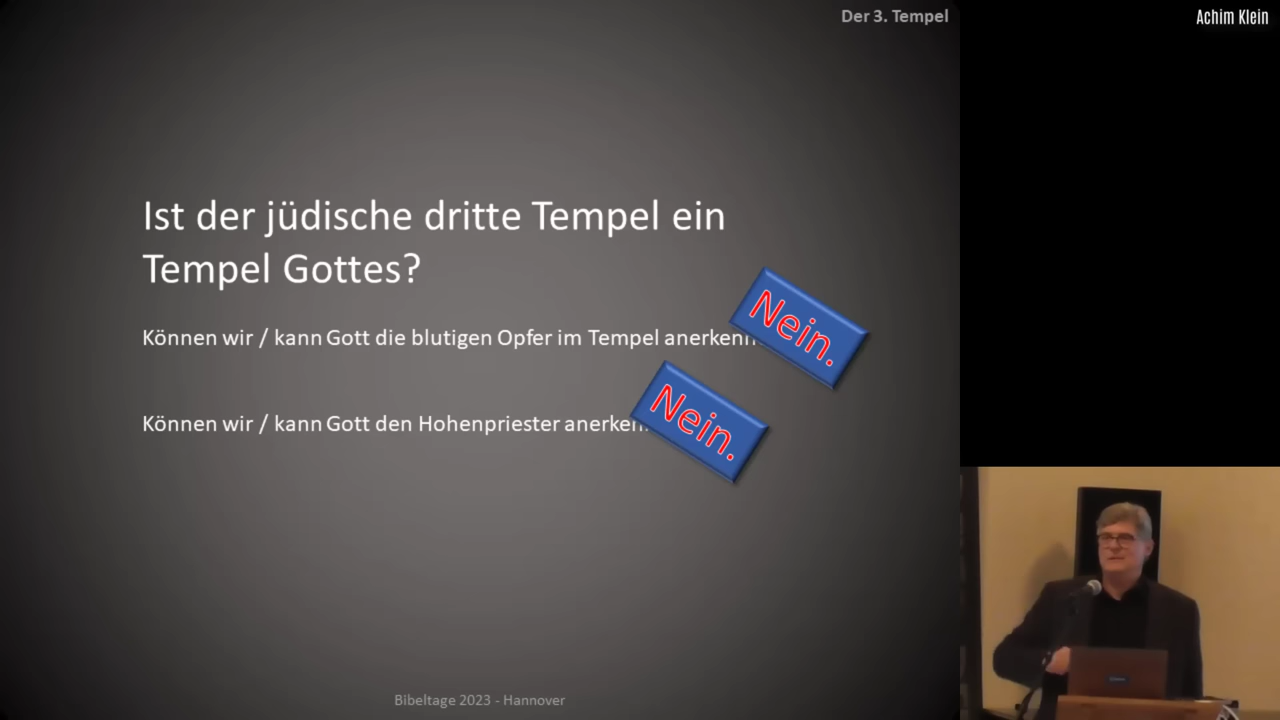 Der 3. Tempel
Achim Klein
Ist der jüdische dritte Tempel ein
Tempel Gottes?
Können wir / kann Gott die blutigen Opfer im Tempel
Nein.
Können wir / kann Gott den Hohenpriester
Nein.
Bibeltage 2023 - Hannover